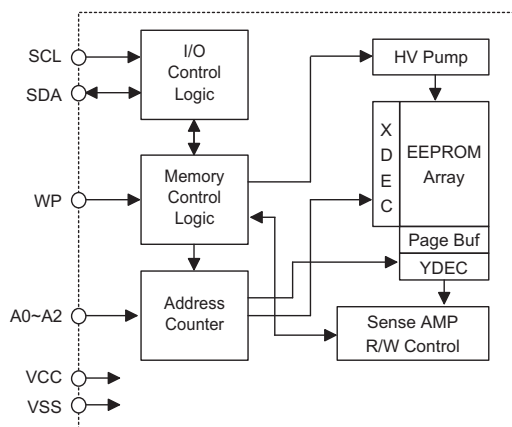 SCL
SDA
WP
A0~A2
VCC
VSS
I/O
Control
Logic
Memory
Control
Logic
Address
Counter
HV Pump
X
D
E
C
EEPROM
Array
Page Buf
YDEC
Sense AMP
R/W Control